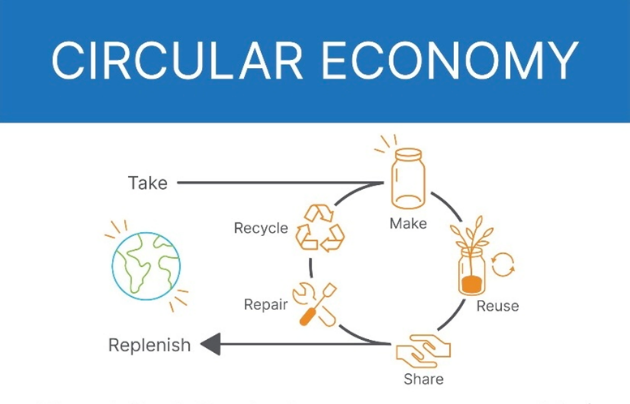 CIRCULAR ECONOMY
Take
Make
Recycle
Reuse
Repair
Replenish
Share